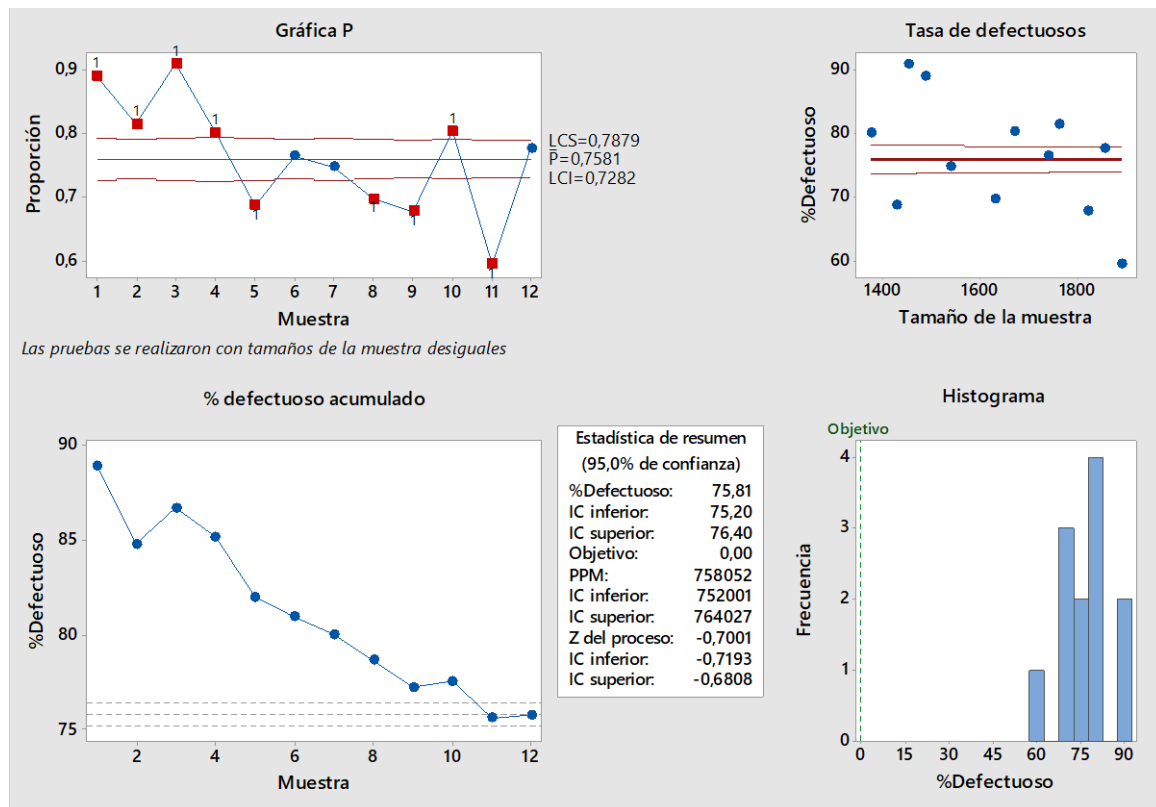 Gráfica P
Proporción
0,9
0,8
0,7
0,6
1
1
1
1
1
1
1
1
1
LCS=0,7879
P̄=0,7581
LCI=0,7282
1 2 3 4 5 6 7 8 9 10 11 12
Muestra
Las pruebas se realizaron con tamaños de la muestra desiguales
Tasa de defectuosos
%Defectuoso
90
80
70
60
1400 1600 1800
Tamaño de la muestra
% defectuoso acumulado
%Defectuoso
90
85
80
75
2 4 6 8 10 12
Muestra
Estadística de resumen
(95,0% de confianza)
%Defectuoso: 75,81
IC inferior: 75,20
IC superior: 76,40
Objetivo: 0,00
PPM: 758052
IC inferior: 752001
IC superior: 764027
Z del proceso: -0,7001
IC inferior: -0,7193
IC superior: -0,6808
Histograma
Objetivo
Frecuencia
4
3
2
1
0
0 15 30 45 60 75 90
%Defectuoso